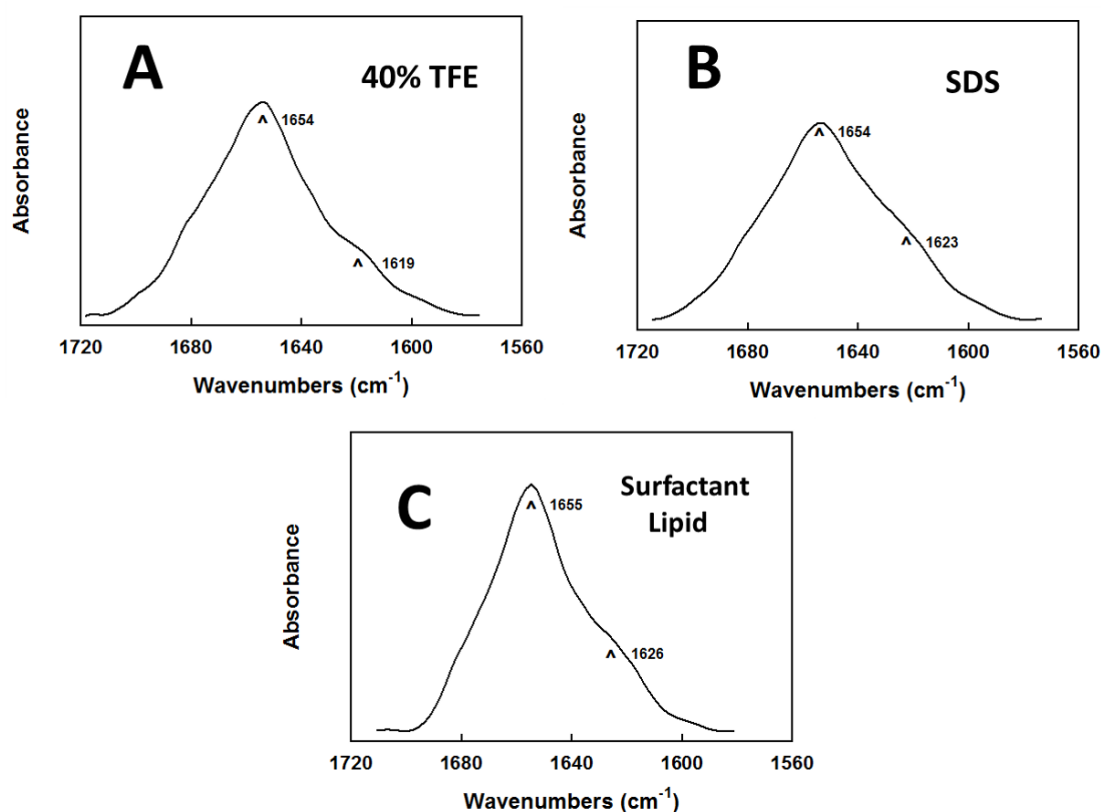 A
40% TFE
^ 1654
^ 1619
Absorbance
1720 1680 1640 1600 1560
Wavenumbers (cm⁻¹)
B
SDS
^ 1654
^ 1623
Absorbance
1720 1680 1640 1600 1560
Wavenumbers (cm⁻¹)
C
Surfactant
Lipid
^ 1655
^ 1626
Absorbance
1720 1680 1640 1600 1560
Wavenumbers (cm⁻¹)